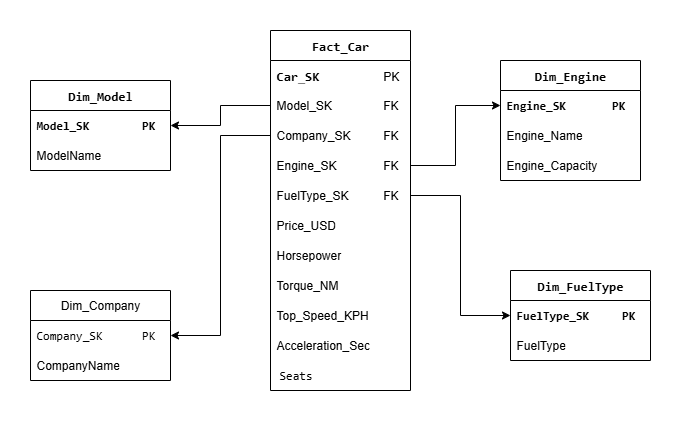 Fact_Car
Car_SK PK
Model_SK FK
Company_SK FK
Engine_SK FK
FuelType_SK FK
Price_USD
Horsepower
Torque_NM
Top_Speed_KPH
Acceleration_Sec
Seats
Dim_Model
Model_SK PK
ModelName
Dim_Company
Company_SK PK
CompanyName
Dim_Engine
Engine_SK PK
Engine_Name
Engine_Capacity
Dim_FuelType
FuelType_SK PK
FuelType